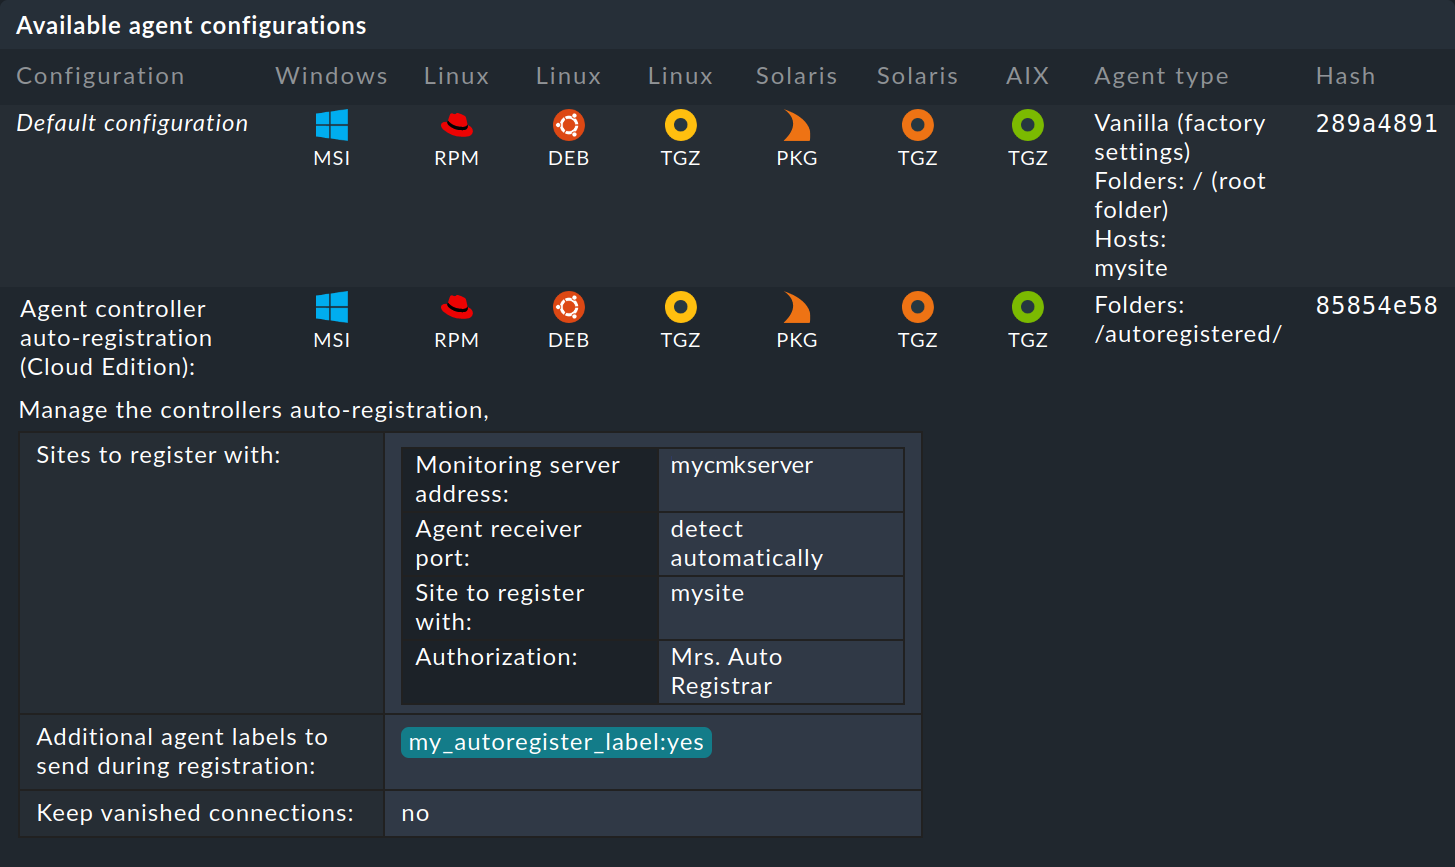 Available agent configurations
Configuration Windows Linux Linux Linux Solaris Solaris AIX Agent type Hash
Default configuration MSI RPM DEB TGZ PKG TGZ TGZ Vanilla (factory 289a4891
settings)
Folders: / (root
folder)
Hosts:
mysite
Agent controller
auto-registration
(Cloud Edition):
MSI RPM DEB TGZ PKG TGZ TGZ
Folders:
/autoregistered/
85854e58
Manage the controllers auto-registration,
Sites to register with:
Monitoring server
address:
mycmkserver
Agent receiver
port:
detect
automatically
Site to register
with:
mysite
Authorization:
Mrs. Auto
Registrar
Additional agent labels to
send during registration:
my_autoregister_label:yes
Keep vanished connections:
no